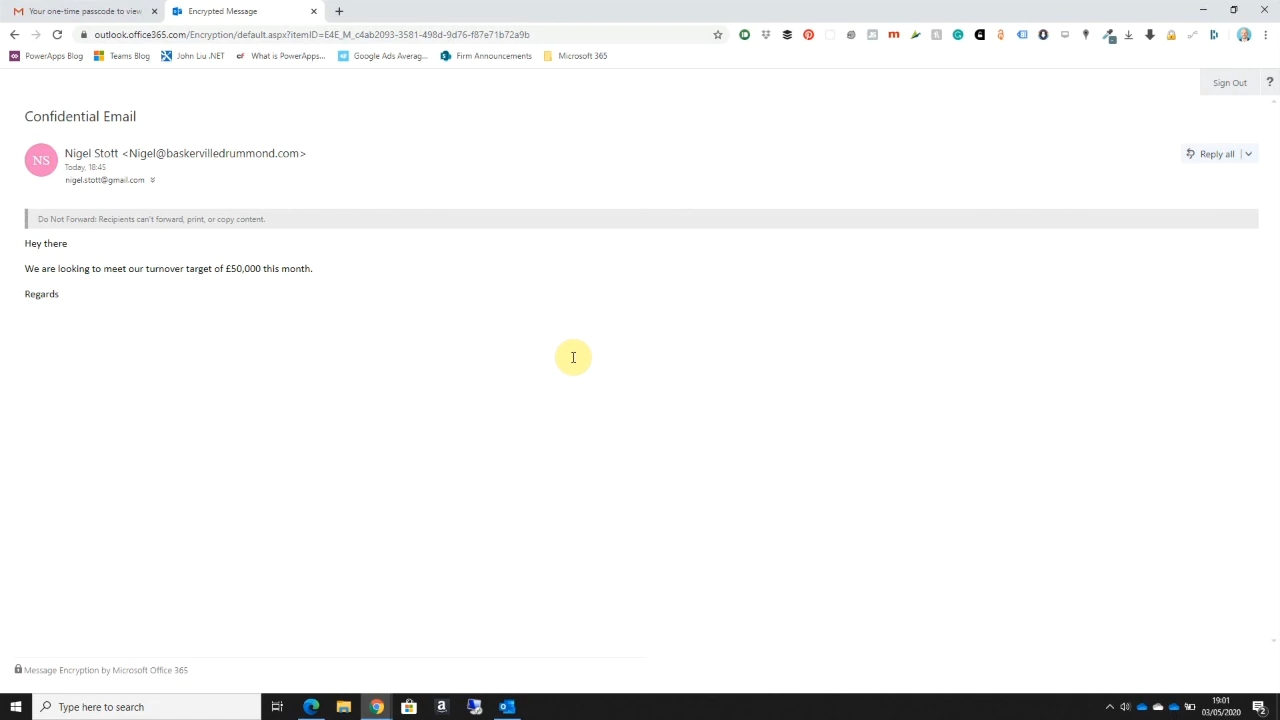 Your one-time passcode to view
Encrypted Message
outlook.office365.com/Encryption/default.aspx?itemID=E4E_M_c4ab2093-3581-498d-9d76-f87e71b72a9b
PowerApps Blog
Teams Blog
John Liu .NET
What is PowerApps...
Google Ads Averag...
Firm Announcements
Microsoft 365
Sign Out
?
Confidential Email
NS
Nigel Stott <Nigel@baskervilledrummond.com>
Today, 18:45
nigel.stott@gmail.com
Reply all
Do Not Forward: Recipients can't forward, print, or copy content.
Hey there
We are looking to meet our turnover target of £50,000 this month.
Regards
Message Encryption by Microsoft Office 365
Type here to search
19:01
03/05/2020
2